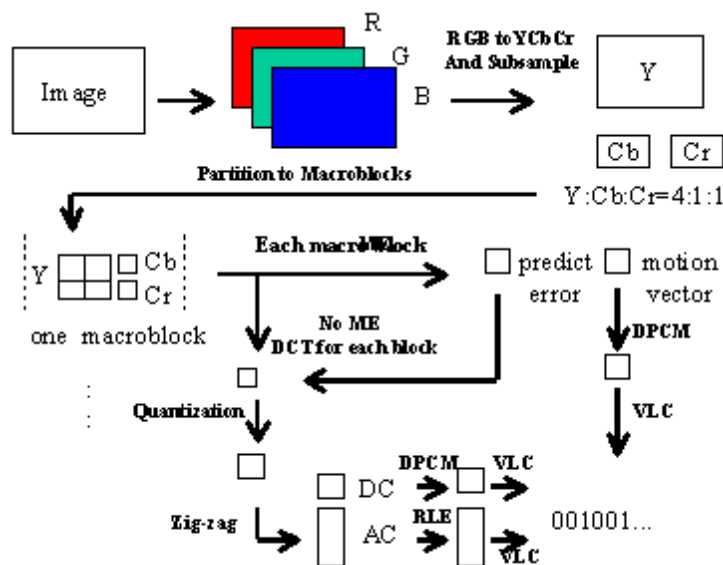 R
RGB to YCbCr
G
And Subsample
Image
Y
B
Cb
Cr
Partition to Macroblocks
Y:Cb:Cr=4:1:1
Each macro
Block
Y
Cb
predict
motion
Cr
error
vector
one macroblock
No ME
DPCM
DCT for each block
Quantization
VLC
DPCM
VLC
DC
Zig-zag
AC
RLE
001001...
VLC